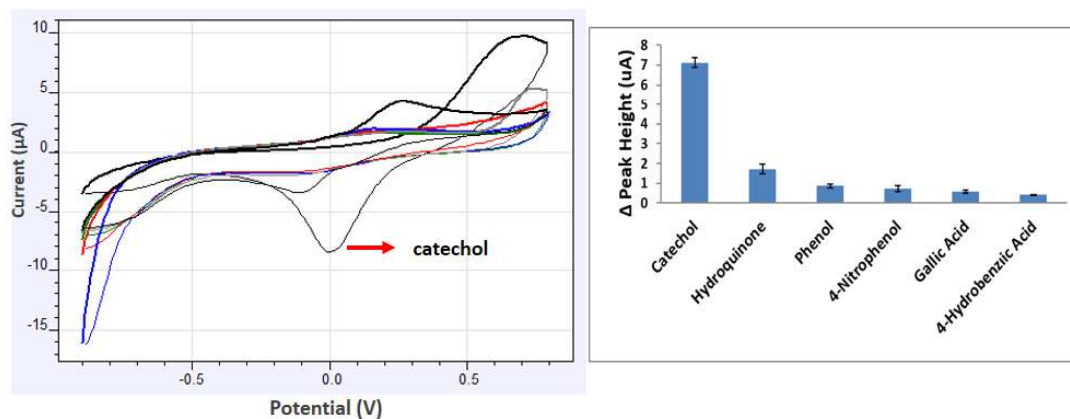 10
5
0
-5
-10
-15
Current (µA)
-0.5
0.0
0.5
Potential (V)
catechol
8
7
6
5
4
3
2
1
0
Δ Peak Height (uA)
Catechol
Hydroquinone
Phenol
4-Nitrophenol
Gallic Acid
4-Hydrobenziic Acid